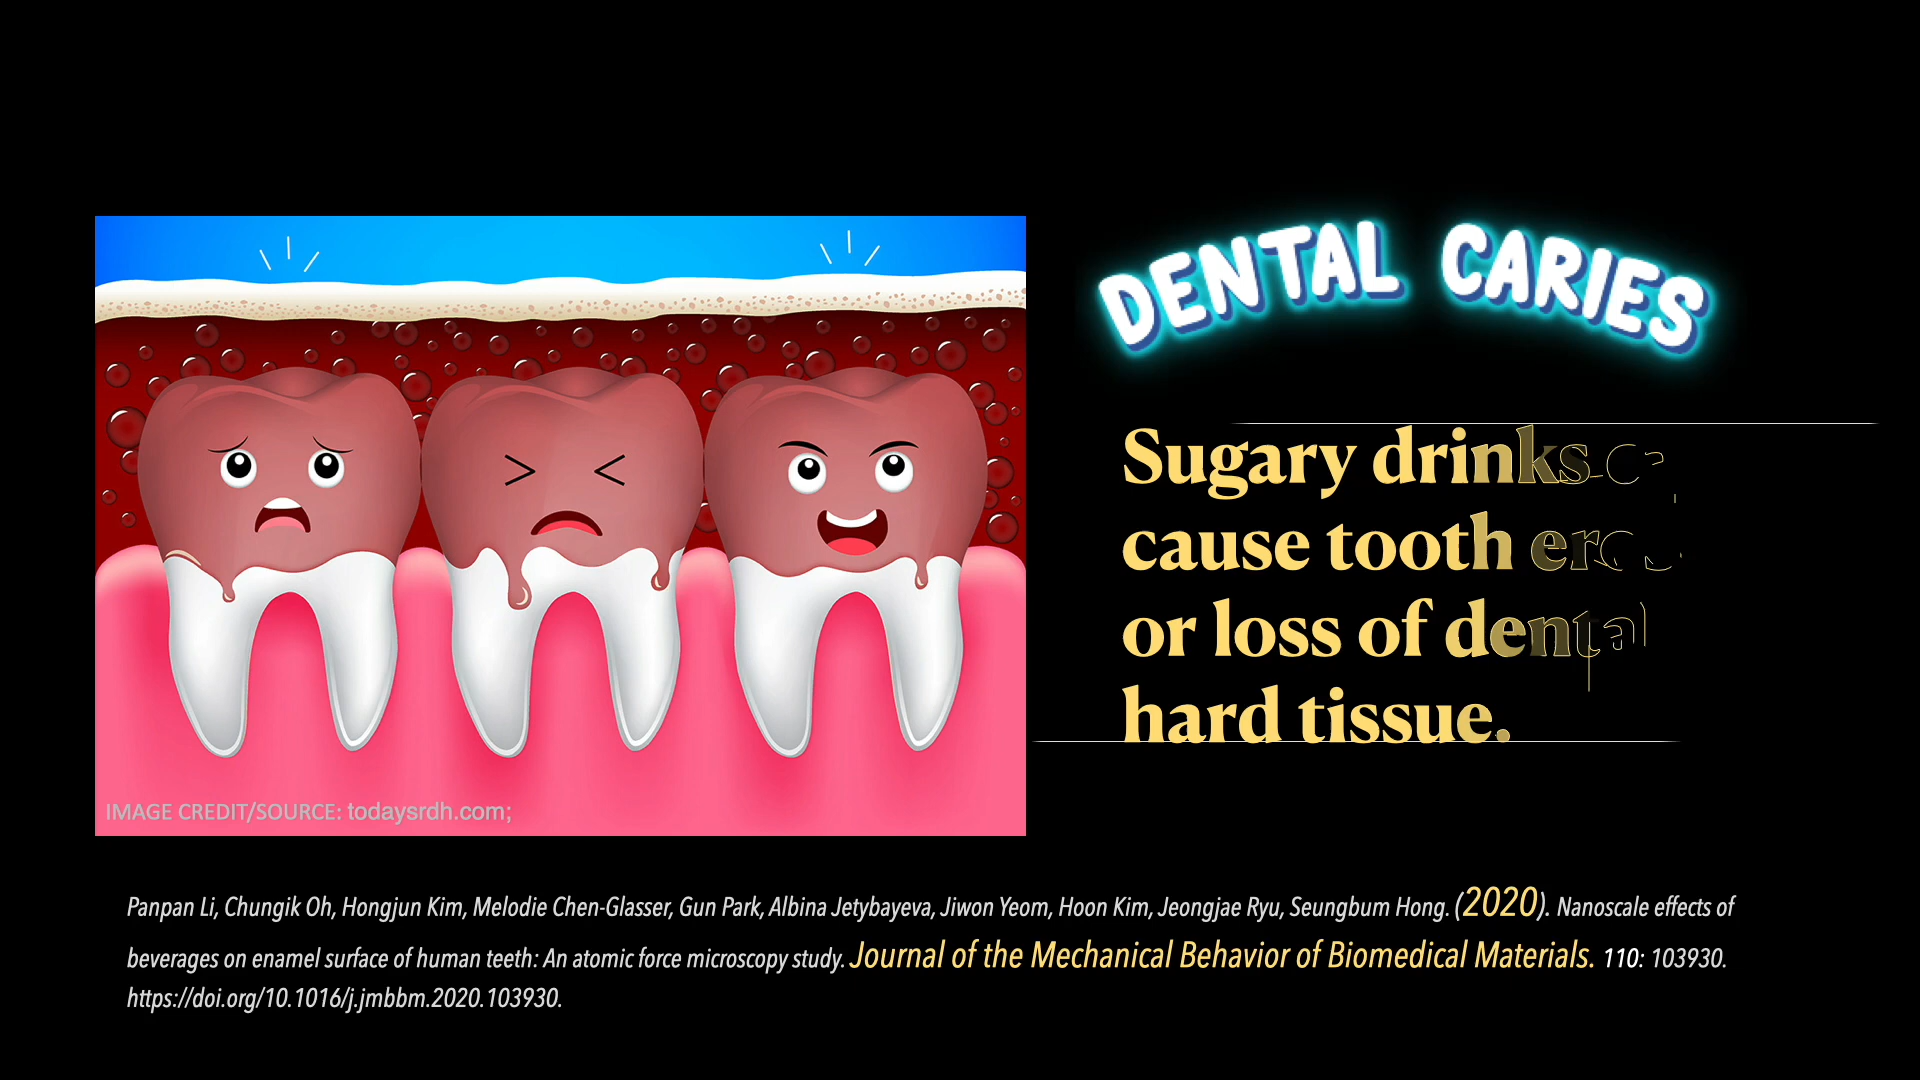 DENTAL CARIES
Sugary drinks
cause tooth
or loss of dental
hard tissue.
IMAGE CREDIT/SOURCE: todaysrdh.com;
Panpan Li, Chungik Oh, Hongjun Kim, Melodie Chen-Glasser, Gun Park, Albina Jetybayeva, Jiwon Yeom, Hoon Kim, Jeongjae Ryu, Seungbum Hong. (2020). Nanoscale effects of
beverages on enamel surface of human teeth: An atomic force microscopy study. Journal of the Mechanical Behavior of Biomedical Materials. 110: 103930.
https://doi.org/10.1016/j.jmbbm.2020.103930.